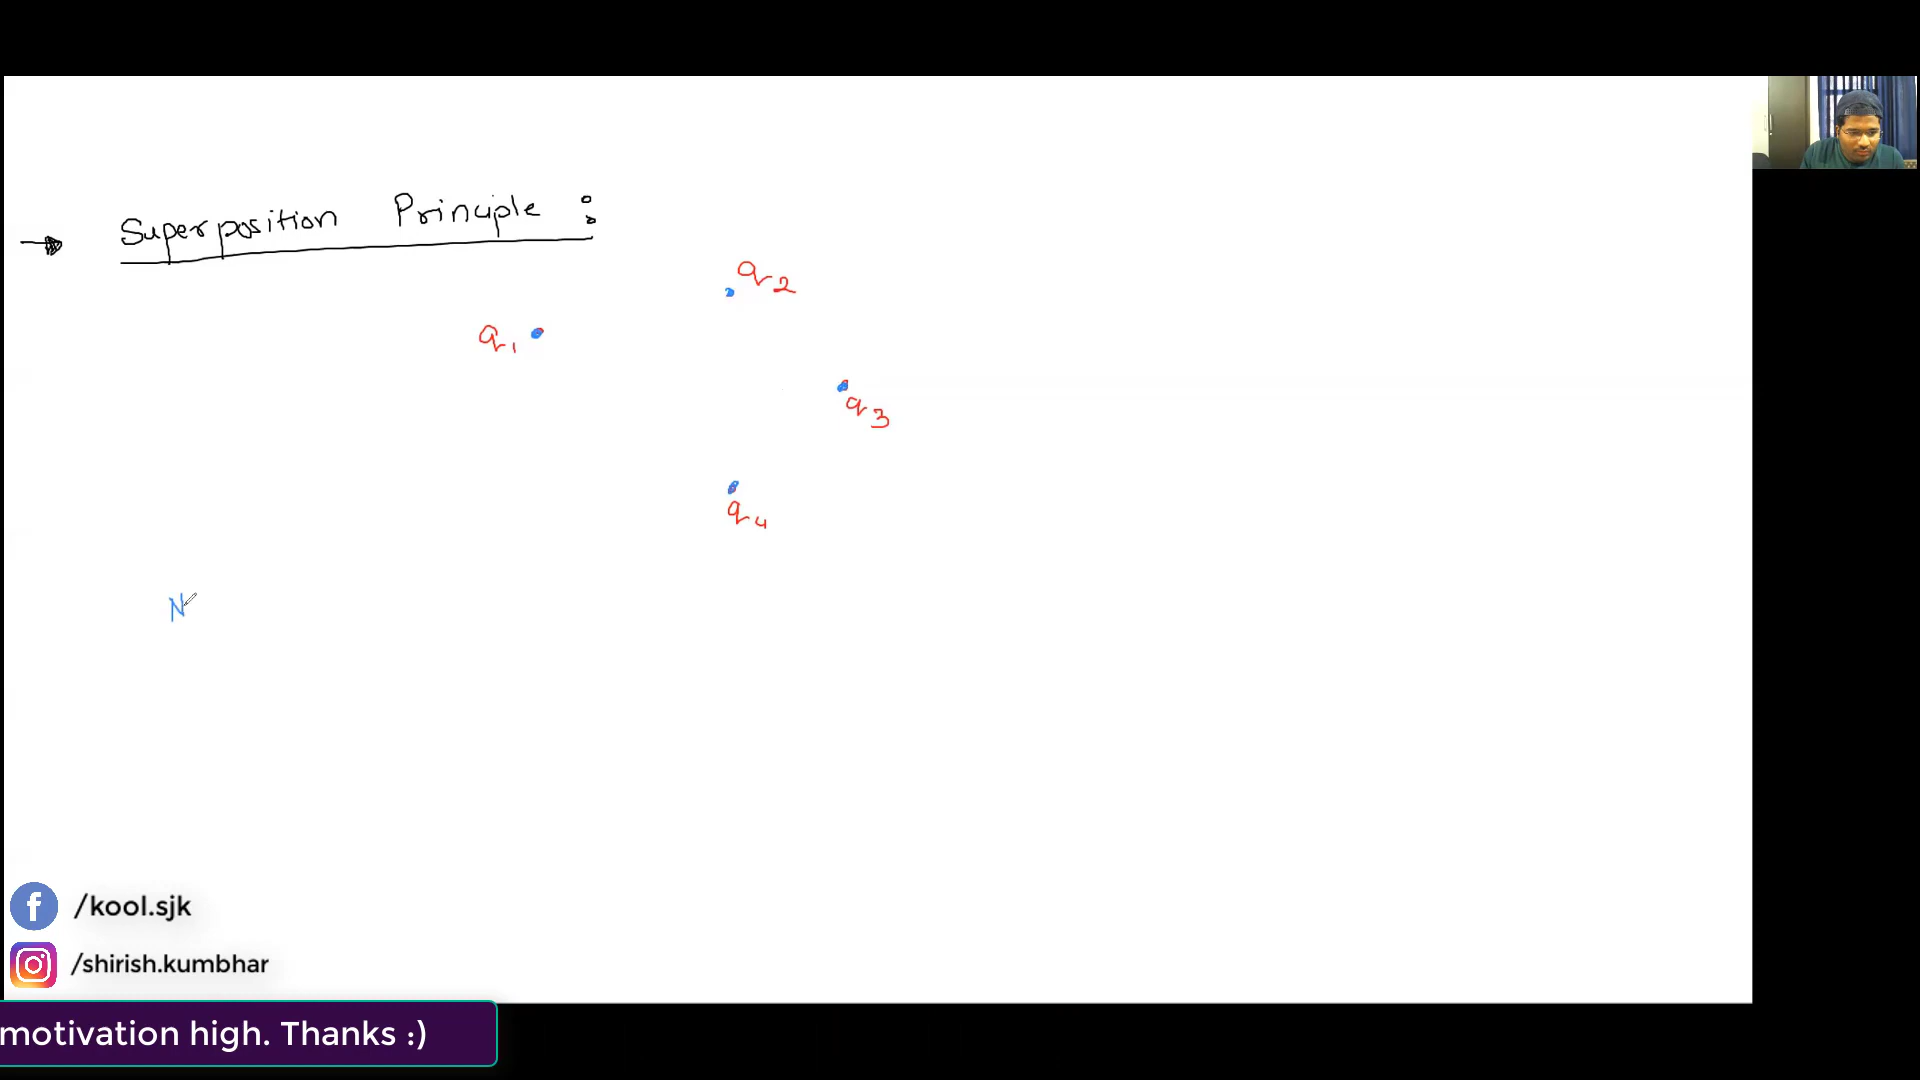 Superposition Principle :
q2
q1
q3
q4
N
/kool.sjk
/shirish.kumbhar
motivation high. Thanks :)